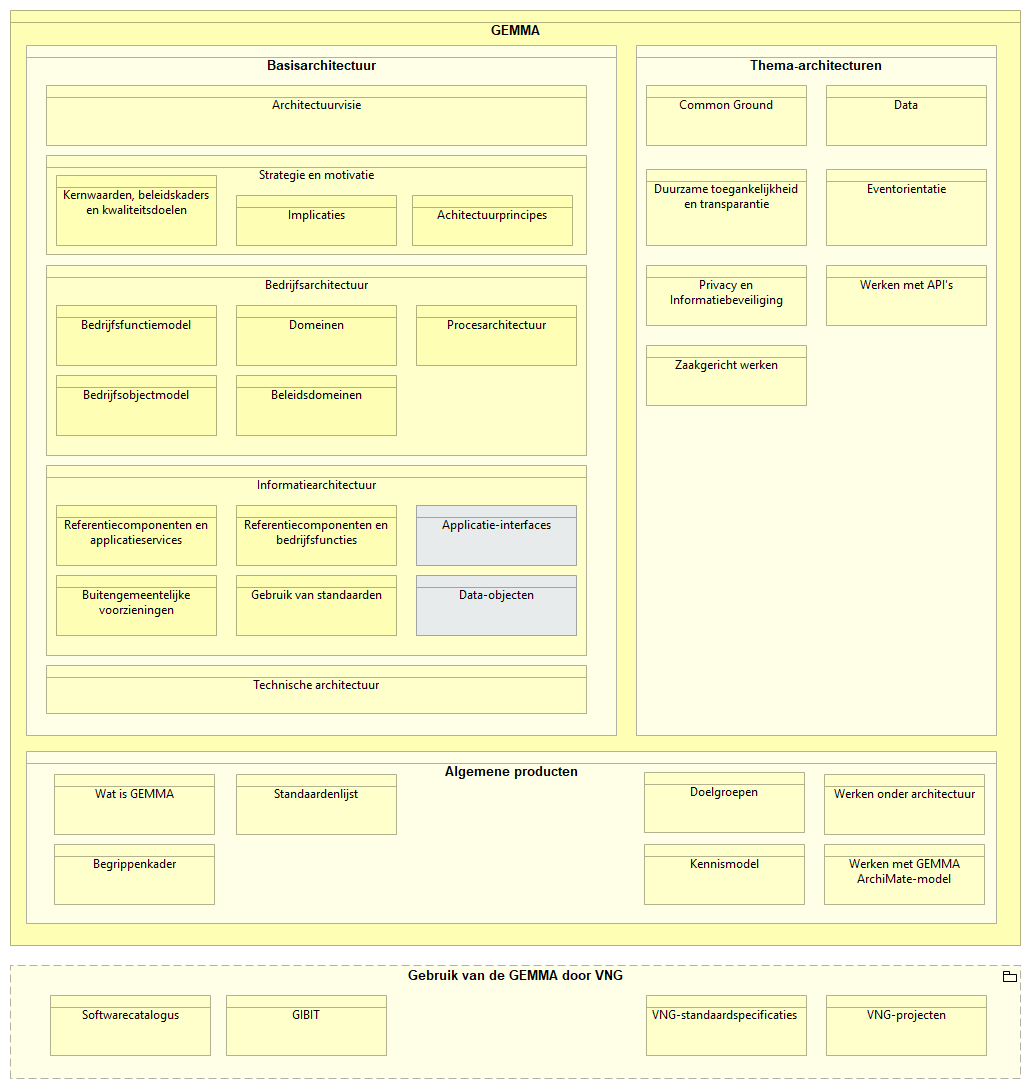 GEMMA
Basisarchitectuur
Architectuurvisie
Strategie en motivatie
Kernwaarden, beleidskaders
en kwaliteitsdoelen
Implicaties
Achitectuurprincipes
Bedrijfsarchitectuur
Bedrijfsfunctiemodel
Domeinen
Procesarchitectuur
Bedrijfsobjectmodel
Beleidsdomeinen
Informatiearchitectuur
Referentiecomponenten en
applicatieservices
Referentiecomponenten en
bedrijfsfuncties
Applicatie-interfaces
Buitengemeentelijke
voorzieningen
Gebruik van standaarden
Data-objecten
Technische architectuur
Thema-architecturen
Common Ground
Data
Duurzame toegankelijkheid
en transparantie
Eventorientatie
Privacy en
Informatiebeveiliging
Werken met API's
Zaakgericht werken
Algemene producten
Wat is GEMMA
Standaardenlijst
Doelgroepen
Werken onder architectuur
Begrippenkader
Kennismodel
Werken met GEMMA
ArchiMate-model
Gebruik van de GEMMA door VNG
Softwarecatalogus
GIBIT
VNG-standaardspecificaties
VNG-projecten